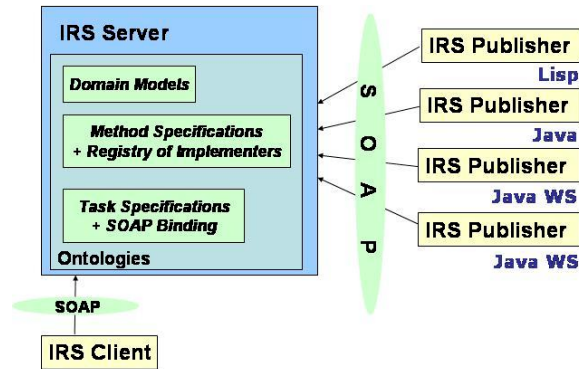 IRS Server
Domain Models
Method Specifications
+ Registry of Implementers
Task Specifications
+ SOAP Binding
Ontologies
SOAP
IRS Client
S
O
A
P
IRS Publisher
Lisp
IRS Publisher
Java
IRS Publisher
Java WS
IRS Publisher
Java WS